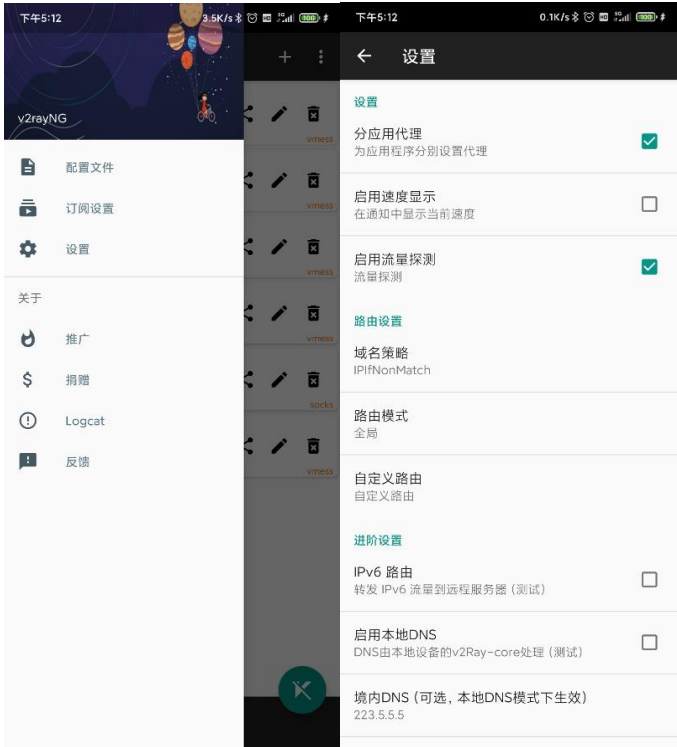 下午5:12
3.5K/s
v2rayNG
配置文件
订阅设置
设置
关于
推广
捐赠
Logcat
反馈
vmess
vmess
vmess
vmess
socks
vmess
下午5:12
0.1K/s
设置
设置
分应用代理
为应用程序分别设置代理
启用速度显示
在通知中显示当前速度
启用流量探测
流量探测
路由设置
域名策略
IPIfNonMatch
路由模式
全局
自定义路由
自定义路由
进阶设置
IPv6 路由
转发 IPv6 流量到远程服务器 (测试)
启用本地DNS
DNS由本地设备的v2Ray-core处理 (测试)
境内DNS (可选, 本地DNS模式下生效)
223.5.5.5